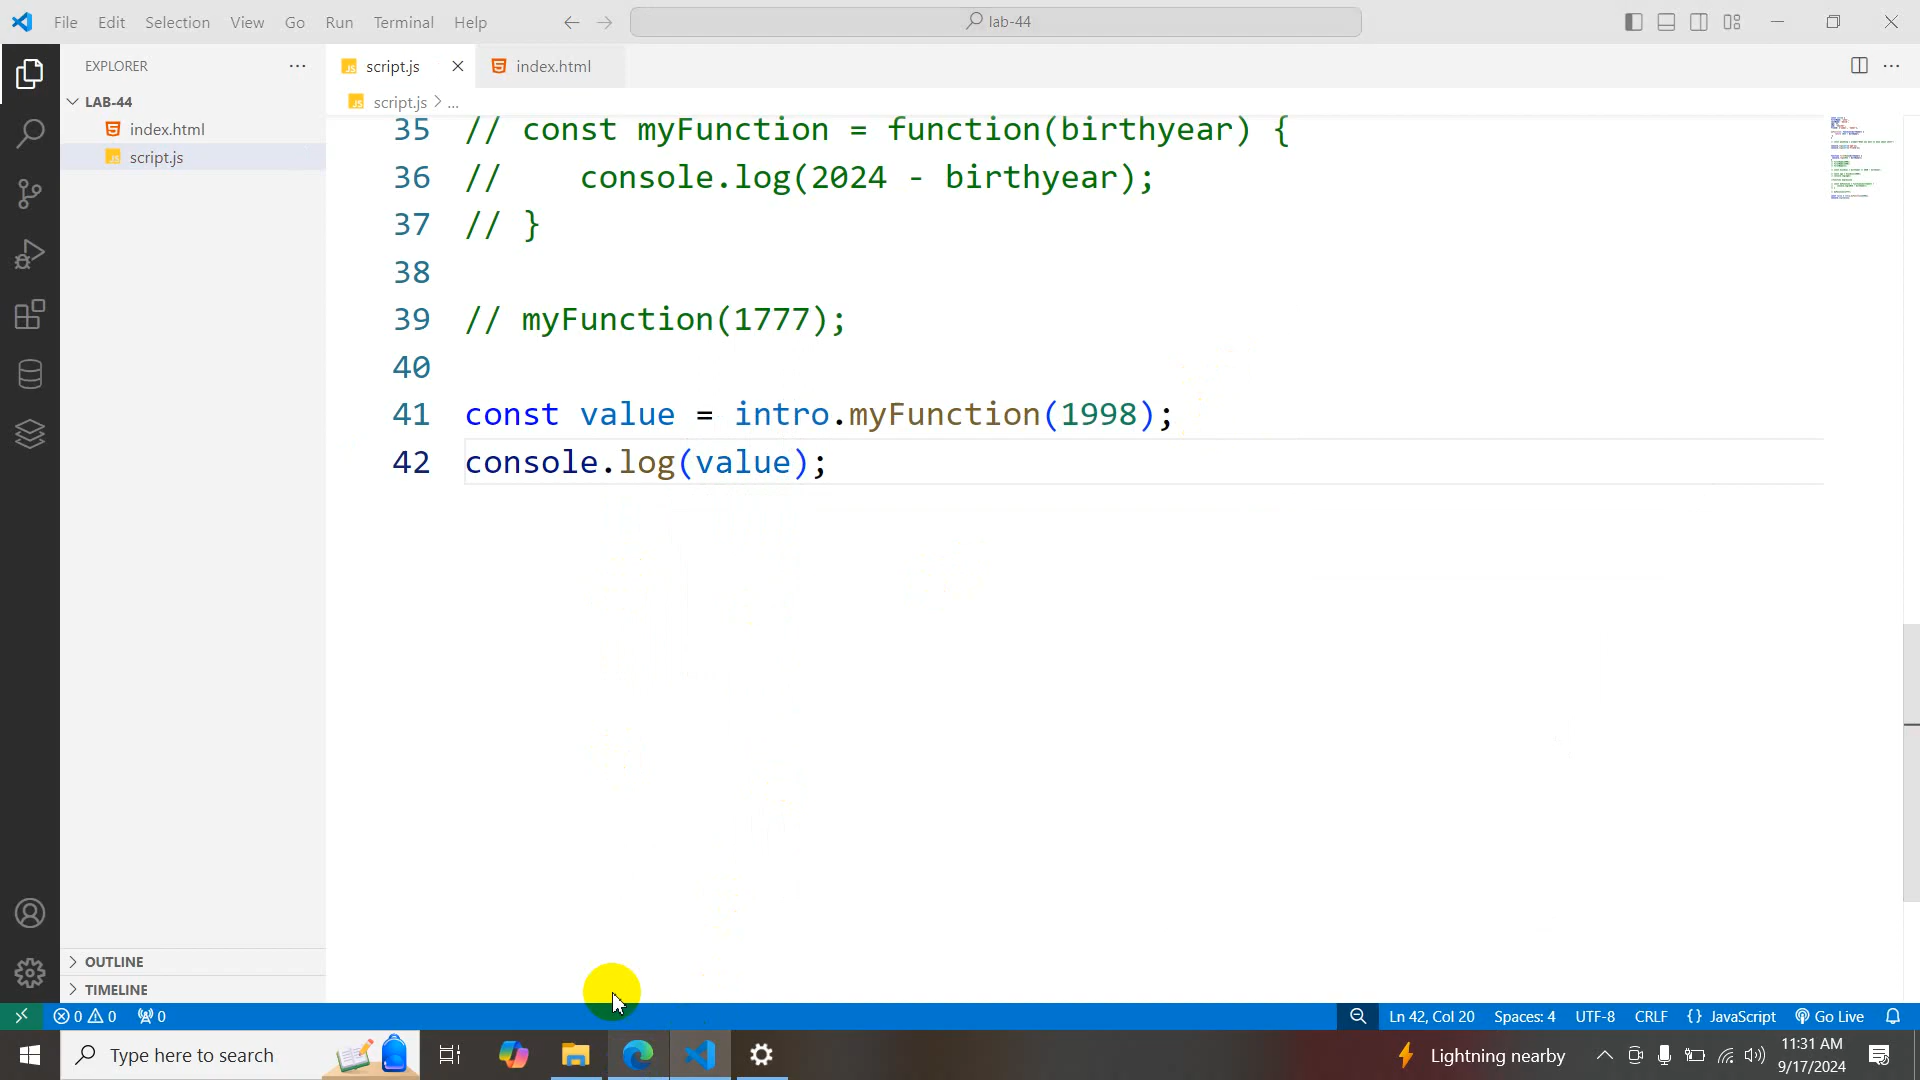 File Edit Selection View Go Run Terminal Help
lab-44
EXPLORER
LAB-44
index.html
script.js
script.js
index.html
script.js > ...
35 // const myFunction = function(birthyear) {
36 //    console.log(2024 - birthyear);
37 // }
38
39 // myFunction(1777);
40
41 const value = intro.myFunction(1998);
42 console.log(value);
OUTLINE
TIMELINE
0 0 0
Ln 42, Col 20 Spaces: 4 UTF-8 CRLF {} JavaScript Go Live
Type here to search
Lightning nearby
11:31 AM
9/17/2024